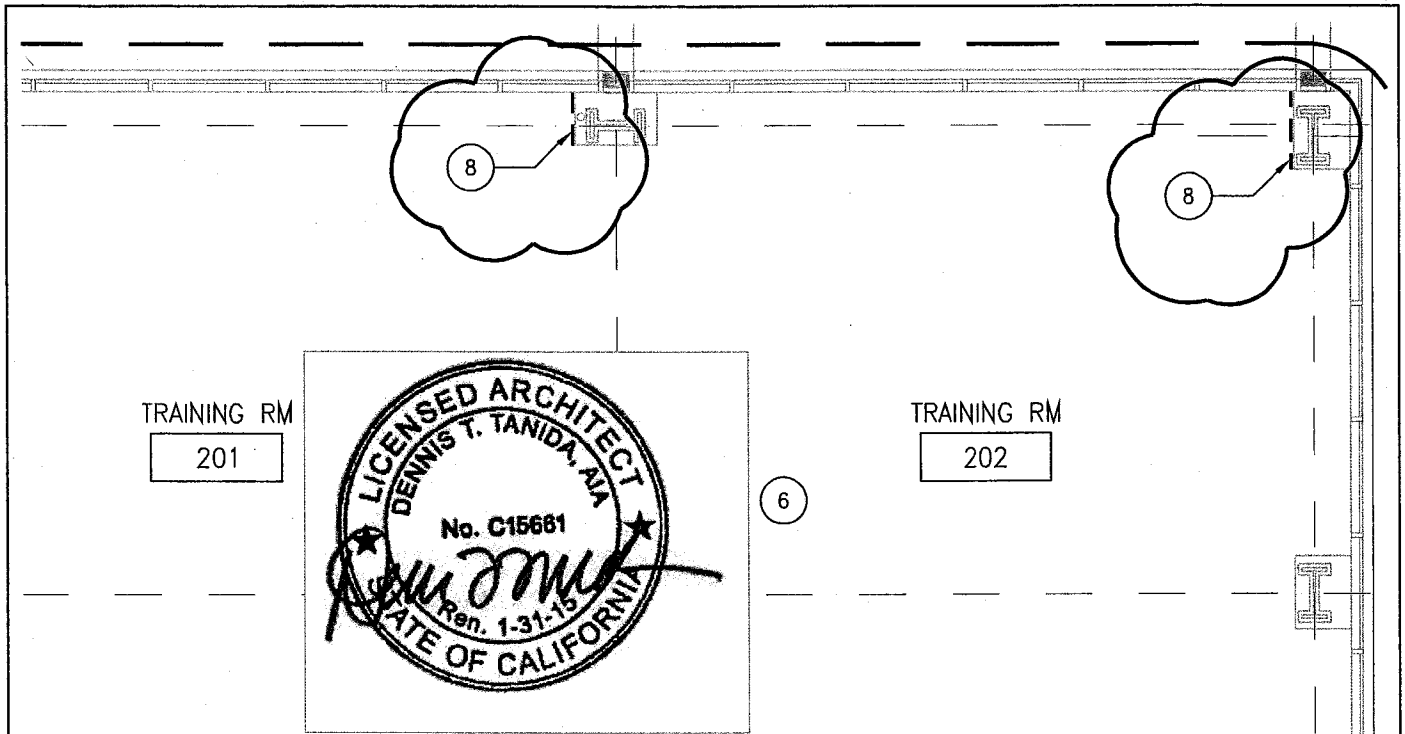 8
8
TRAINING RM
201
LICENSED ARCHITECT
DENNIS T. TANIDA, AIA
No. C15661
Ren. 1-31-15
STATE OF CALIFORNIA
6
TRAINING RM
202